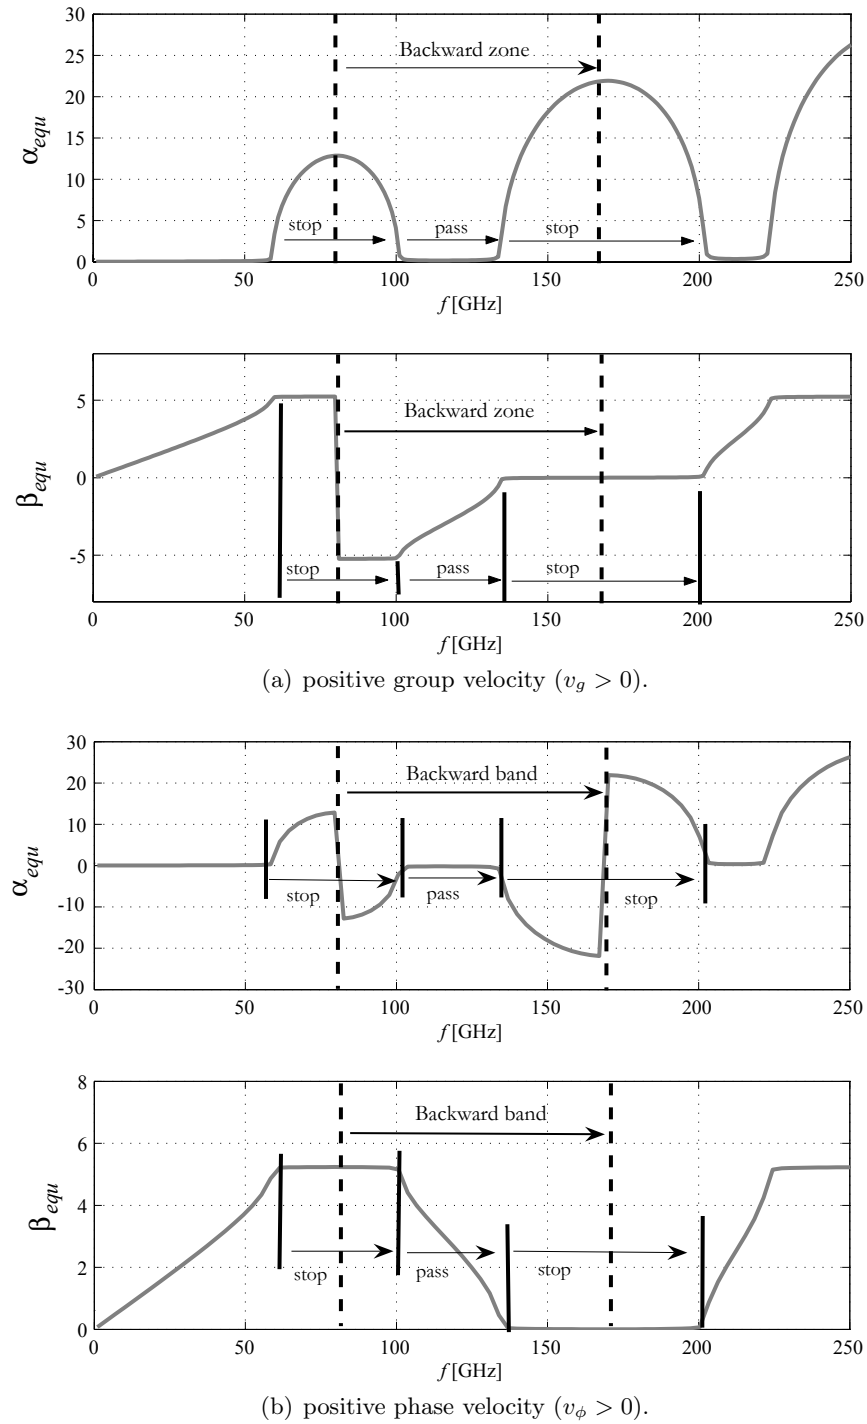 30
25
20
15
10
5
0
α_equ
Backward zone
stop
pass
stop
0
50
100
150
200
250
f [GHz]
5
0
-5
β_equ
Backward zone
stop
pass
stop
0
50
100
150
200
250
f [GHz]
(a) positive group velocity (v_g > 0).
30
20
10
0
-10
-20
-30
α_equ
Backward band
stop
pass
stop
0
50
100
150
200
250
f [GHz]
8
6
4
2
0
β_equ
Backward band
stop
pass
stop
0
50
100
150
200
250
f [GHz]
(b) positive phase velocity (v_ϕ > 0).